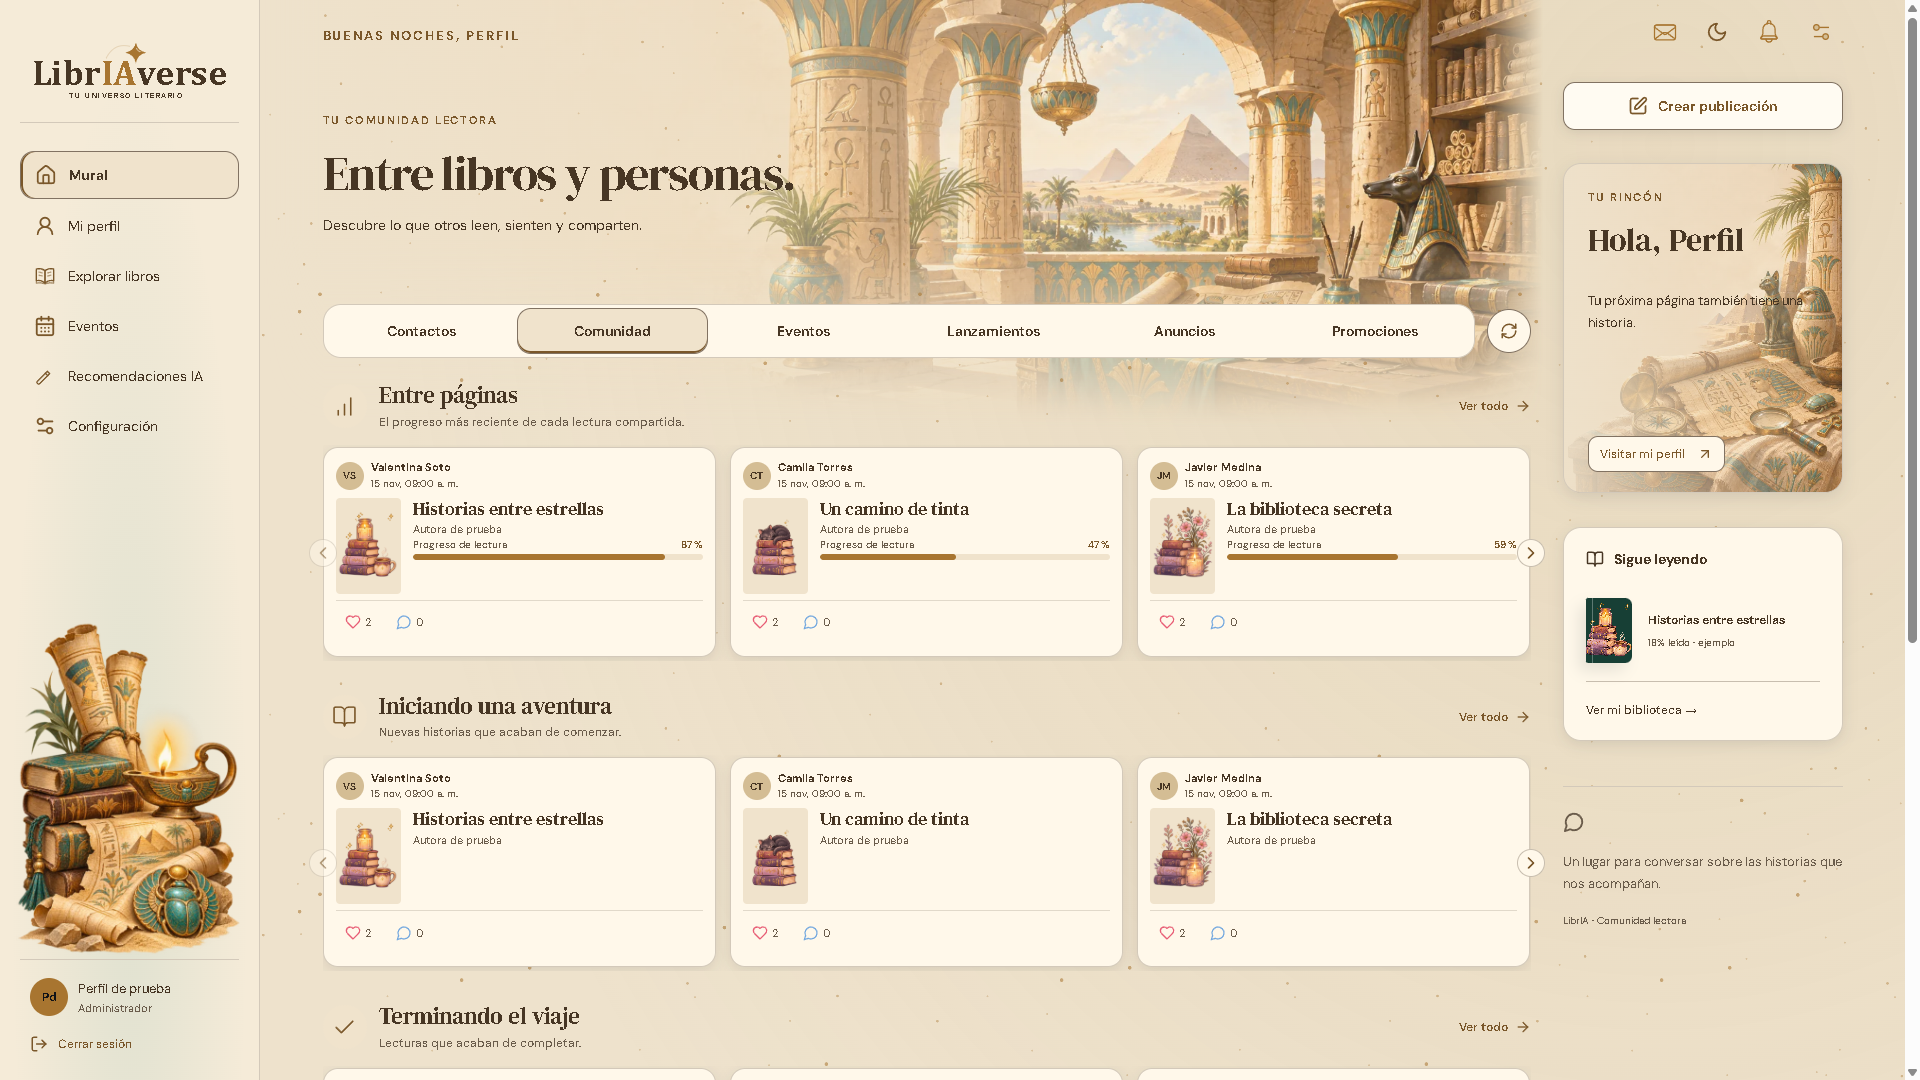 LibrIAverse
TU UNIVERSO LITERARIO
Mural
Mi perfil
Explorar libros
Eventos
Recomendaciones IA
Configuración
Pd
Perfil de prueba
Administrador
Cerrar sesión
BUENAS NOCHES, PERFIL
TU COMUNIDAD LECTORA
Entre libros y personas.
Descubre lo que otros leen, sienten y comparten.
Contactos
Comunidad
Eventos
Lanzamientos
Anuncios
Promociones
Entre páginas
El progreso más reciente de cada lectura compartida.
Ver todo
VS
Valentina Soto
15 nov, 09:00 a. m.
Historias entre estrellas
Autora de prueba
Progreso de lectura 87 %
2 0
CT
Camila Torres
15 nov, 09:00 a. m.
Un camino de tinta
Autora de prueba
Progreso de lectura 47 %
2 0
JM
Javier Medina
15 nov, 09:00 a. m.
La biblioteca secreta
Autora de prueba
Progreso de lectura 59 %
2 0
Iniciando una aventura
Nuevas historias que acaban de comenzar.
Ver todo
VS
Valentina Soto
15 nov, 09:00 a. m.
Historias entre estrellas
Autora de prueba
2 0
CT
Camila Torres
15 nov, 09:00 a. m.
Un camino de tinta
Autora de prueba
2 0
JM
Javier Medina
15 nov, 09:00 a. m.
La biblioteca secreta
Autora de prueba
2 0
Terminando el viaje
Lecturas que acaban de completar.
Ver todo
Crear publicación
TU RINCÓN
Hola, Perfil
Tu próxima página también tiene una
historia.
Visitar mi perfil
Sigue leyendo
Historias entre estrellas
18% leído · ejemplo
Ver mi biblioteca →
Un lugar para conversar sobre las historias que
nos acompañan.
LibrIA · Comunidad lectora